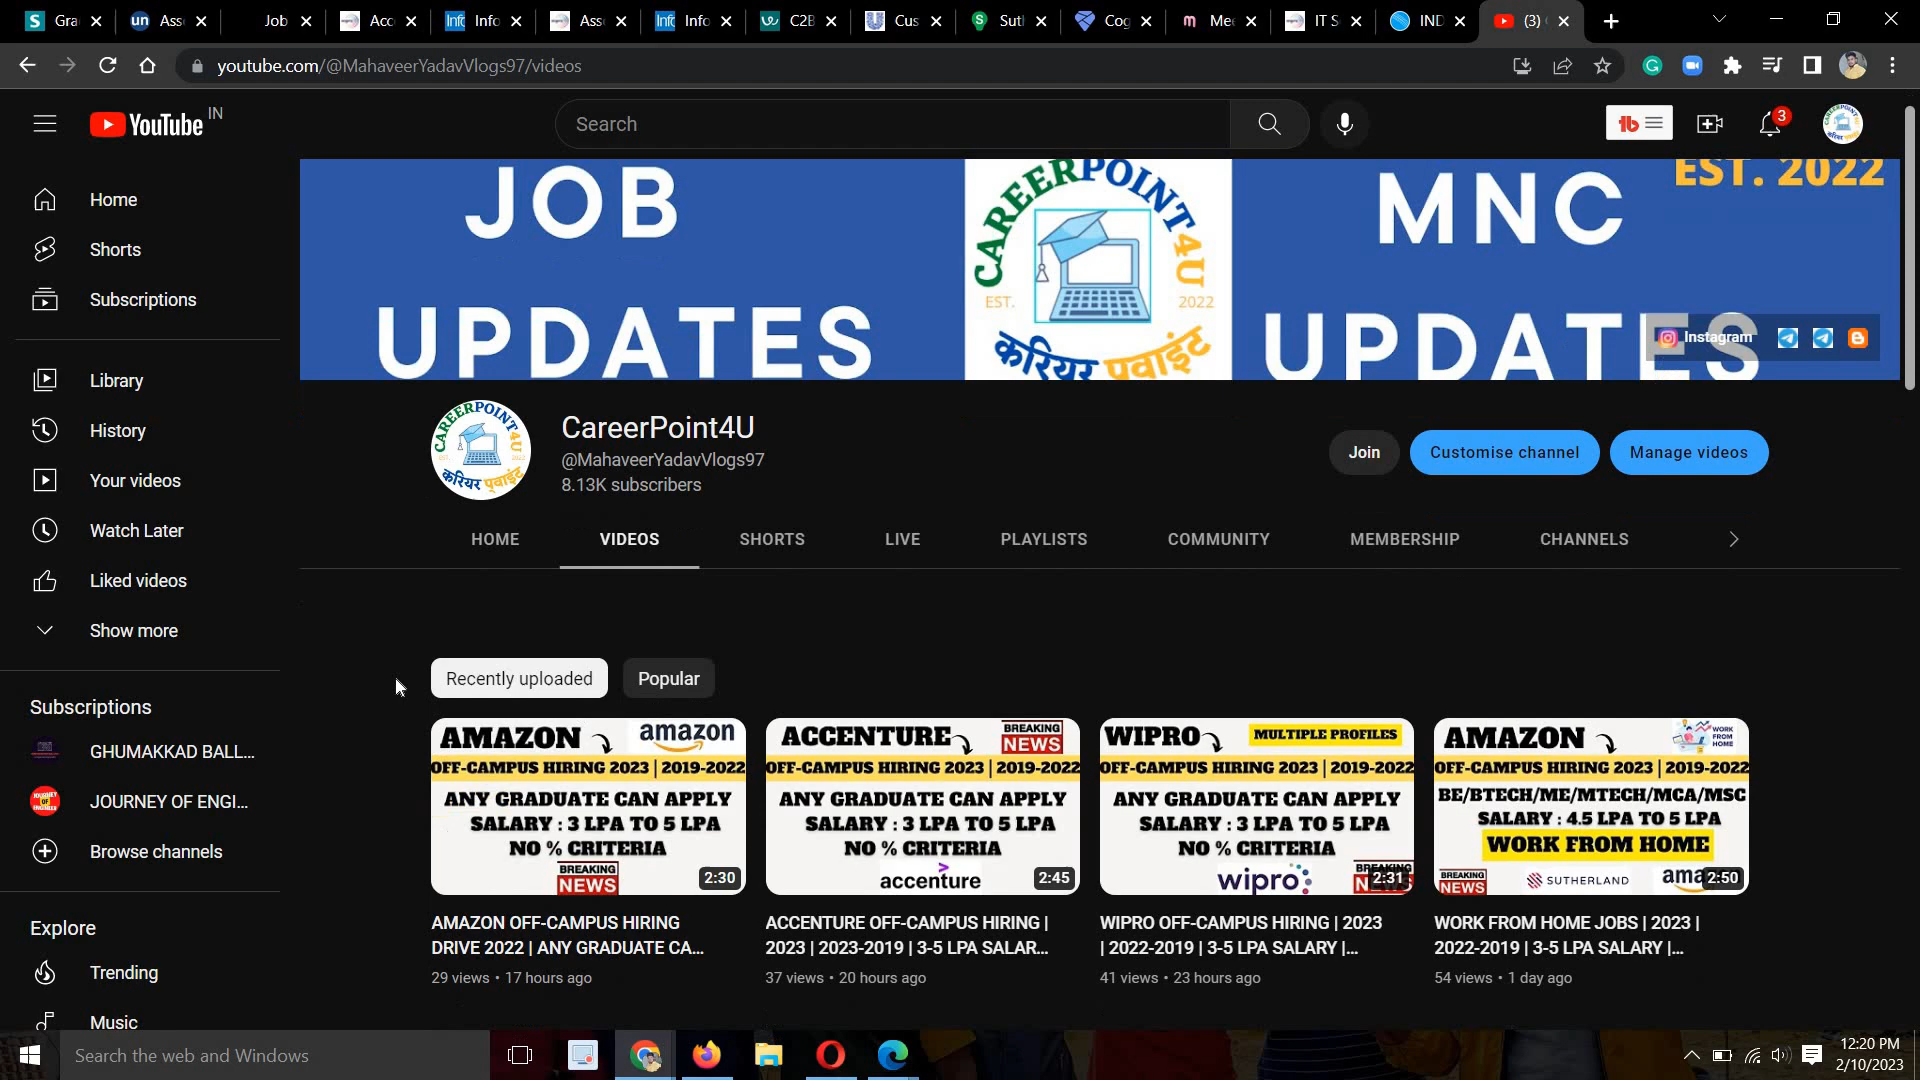 Gra
Ass
Job
Acc
Info
Ass
Info
C2B
Cus
Sut
Cog
Me
IT S
IND
(3)
youtube.com/@MahaveerYadavVlogs97/videos
YouTube IN
Search
3
JOB
UPDATES
CAREERPOINT4U
EST. 2022
करियर प्वाइंट
MNC
UPDATES
EST. 2022
Instagram
Home
Shorts
Subscriptions
Library
History
Your videos
Watch Later
Liked videos
Show more
Subscriptions
GHUMAKKAD BALL...
JOURNEY OF ENGI...
Browse channels
Explore
Trending
Music
CAREERPOINT4U
करियर प्वाइंट
CareerPoint4U
@MahaveerYadavVlogs97
8.13K subscribers
Join
Customise channel
Manage videos
HOME
VIDEOS
SHORTS
LIVE
PLAYLISTS
COMMUNITY
MEMBERSHIP
CHANNELS
Recently uploaded
Popular
AMAZON amazon
OFF-CAMPUS HIRING 2023 | 2019-2022
ANY GRADUATE CAN APPLY
SALARY : 3 LPA TO 5 LPA
NO % CRITERIA
BREAKING
NEWS
2:30
AMAZON OFF-CAMPUS HIRING
DRIVE 2022 | ANY GRADUATE CA...
29 views • 17 hours ago
ACCENTURE BREAKING NEWS
OFF-CAMPUS HIRING 2023 | 2019-2022
ANY GRADUATE CAN APPLY
SALARY : 3 LPA TO 5 LPA
NO % CRITERIA
accenture
2:45
ACCENTURE OFF-CAMPUS HIRING |
2023 | 2023-2019 | 3-5 LPA SALAR...
37 views • 20 hours ago
WIPRO MULTIPLE PROFILES
OFF-CAMPUS HIRING 2023 | 2019-2022
ANY GRADUATE CAN APPLY
SALARY : 3 LPA TO 5 LPA
NO % CRITERIA
wipro
BREAKING NEWS
2:31
WIPRO OFF-CAMPUS HIRING | 2023
| 2022-2019 | 3-5 LPA SALARY |...
41 views • 23 hours ago
AMAZON WORK FROM HOME
OFF-CAMPUS HIRING 2023 | 2019-2022
BE/BTECH/ME/MTECH/MCA/MSC
SALARY : 4.5 LPA TO 5 LPA
WORK FROM HOME
BREAKING NEWS
SUTHERLAND
ama
2:50
WORK FROM HOME JOBS | 2023 |
2022-2019 | 3-5 LPA SALARY |...
54 views • 1 day ago
Search the web and Windows
12:20 PM
2/10/2023